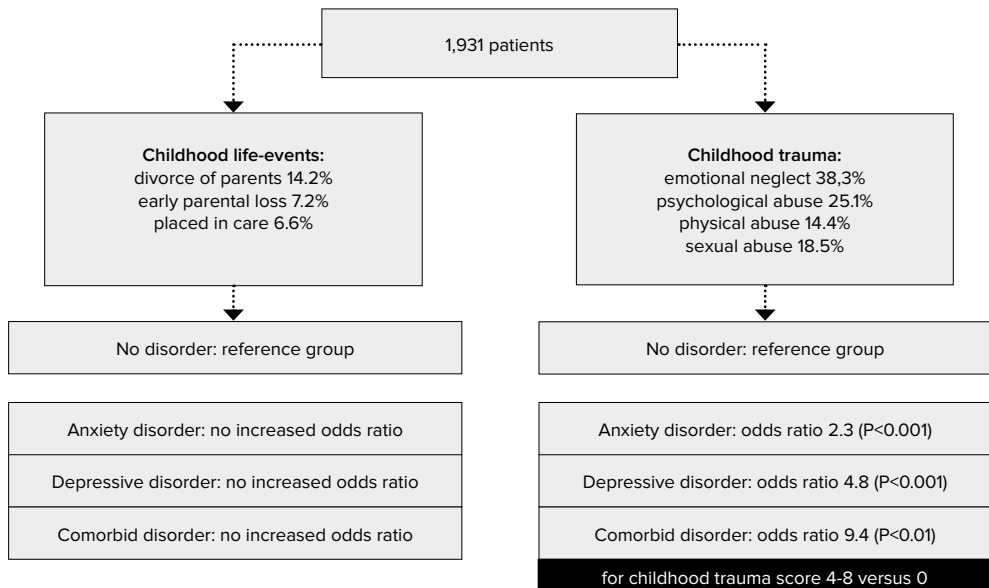 1,931 patients
Childhood life-events:
divorce of parents 14.2%
early parental loss 7.2%
placed in care 6.6%
Childhood trauma:
emotional neglect 38,3%
psychological abuse 25.1%
physical abuse 14.4%
sexual abuse 18.5%
No disorder: reference group
No disorder: reference group
Anxiety disorder: no increased odds ratio
Depressive disorder: no increased odds ratio
Comorbid disorder: no increased odds ratio
Anxiety disorder: odds ratio 2.3 (P<0.001)
Depressive disorder: odds ratio 4.8 (P<0.001)
Comorbid disorder: odds ratio 9.4 (P<0.01)
for childhood trauma score 4-8 versus 0